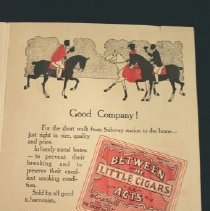 Good Company!
For the short walk from Subway station to the home—
just right in size, quality
and price.
In handy metal boxes
— to prevent their
breaking and to
preserve their excel-
lent smoking condi-
tion.
Sold by all good
tobacconists.
BETWEEN
THE
LITTLE CIGARS
ACTS